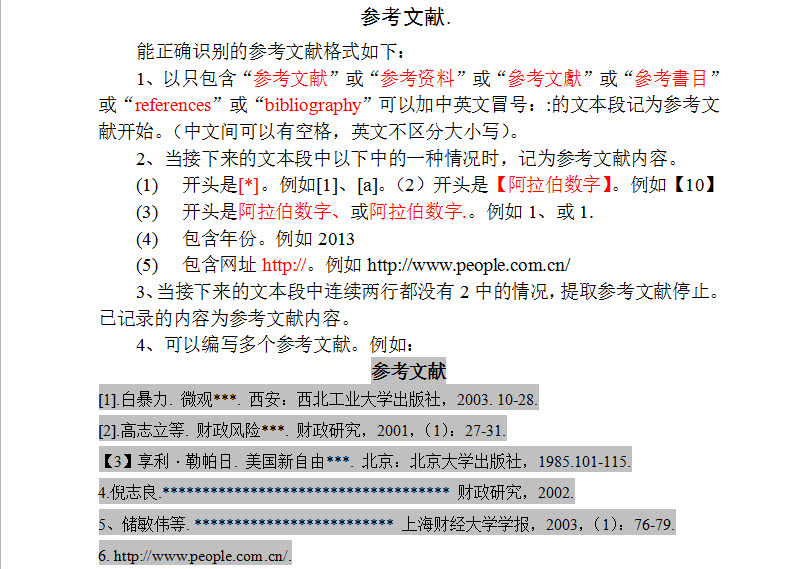 参考文献.
能正确识别的参考文献格式如下：
1、以只包含“参考文献”或“参考资料”或“參考文獻”或“參考書目”
或“references”或“bibliography”可以加中英文冒号：:的文本段记为参考文
献开始。（中文间可以有空格，英文不区分大小写）。
2、当接下来的文本段中以下中的一种情况时，记为参考文献内容。
(1) 开头是[*]。例如[1]、[a]。（2）开头是【阿拉伯数字】。例如【10】
(3) 开头是阿拉伯数字、或阿拉伯数字.。例如 1、或 1.
(4) 包含年份。例如 2013
(5) 包含网址 http://。例如 http://www.people.com.cn/
3、当接下来的文本段中连续两行都没有 2 中的情况，提取参考文献停止。
已记录的内容为参考文献内容。
4、可以编写多个参考文献。例如：
参考文献
[1].白暴力. 微观***. 西安：西北工业大学出版社，2003. 10-28.
[2].高志立等. 财政风险***. 财政研究，2001，（1）：27-31.
【3】享利·勒帕日. 美国新自由***. 北京：北京大学出版社，1985.101-115.
4.倪志良.************************************ 财政研究，2002.
5、储敏伟等. ************************* 上海财经大学学报，2003，（1）：76-79.
6. http://www.people.com.cn/.